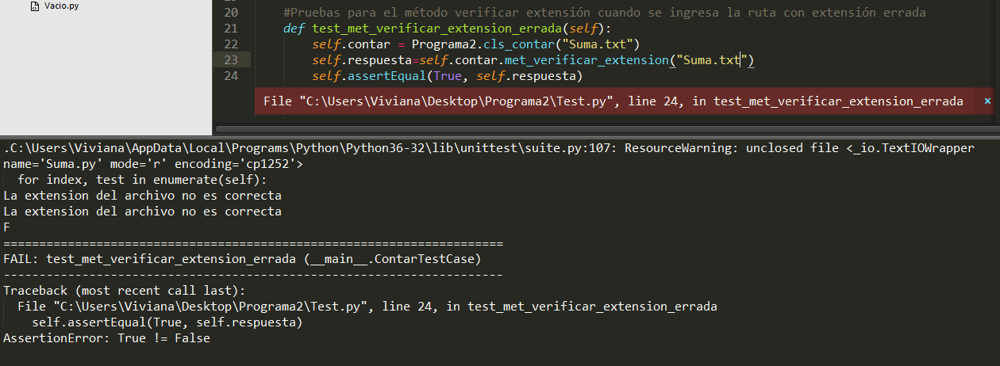 Vacio.py
20 #Pruebas para el método verificar extensión cuando se ingresa la ruta con extensión errada
21 def test_met_verificar_extension_errada(self):
22 self.contar = Programa2.cls_contar("Suma.txt")
23 self.respuesta=self.contar.met_verificar_extension("Suma.txt")
24 self.assertEqual(True, self.respuesta)
File "C:\Users\Viviana\Desktop\Programa2\Test.py", line 24, in test_met_verificar_extension_errada ×
.C:\Users\Viviana\AppData\Local\Programs\Python\Python36-32\lib\unittest\suite.py:107: ResourceWarning: unclosed file <_io.TextIOWrapper
name='Suma.py' mode='r' encoding='cp1252'>
for index, test in enumerate(self):
La extension del archivo no es correcta
La extension del archivo no es correcta
F
======================================================================
FAIL: test_met_verificar_extension_errada (__main__.ContarTestCase)
----------------------------------------------------------------------
Traceback (most recent call last):
File "C:\Users\Viviana\Desktop\Programa2\Test.py", line 24, in test_met_verificar_extension_errada
self.assertEqual(True, self.respuesta)
AssertionError: True != False